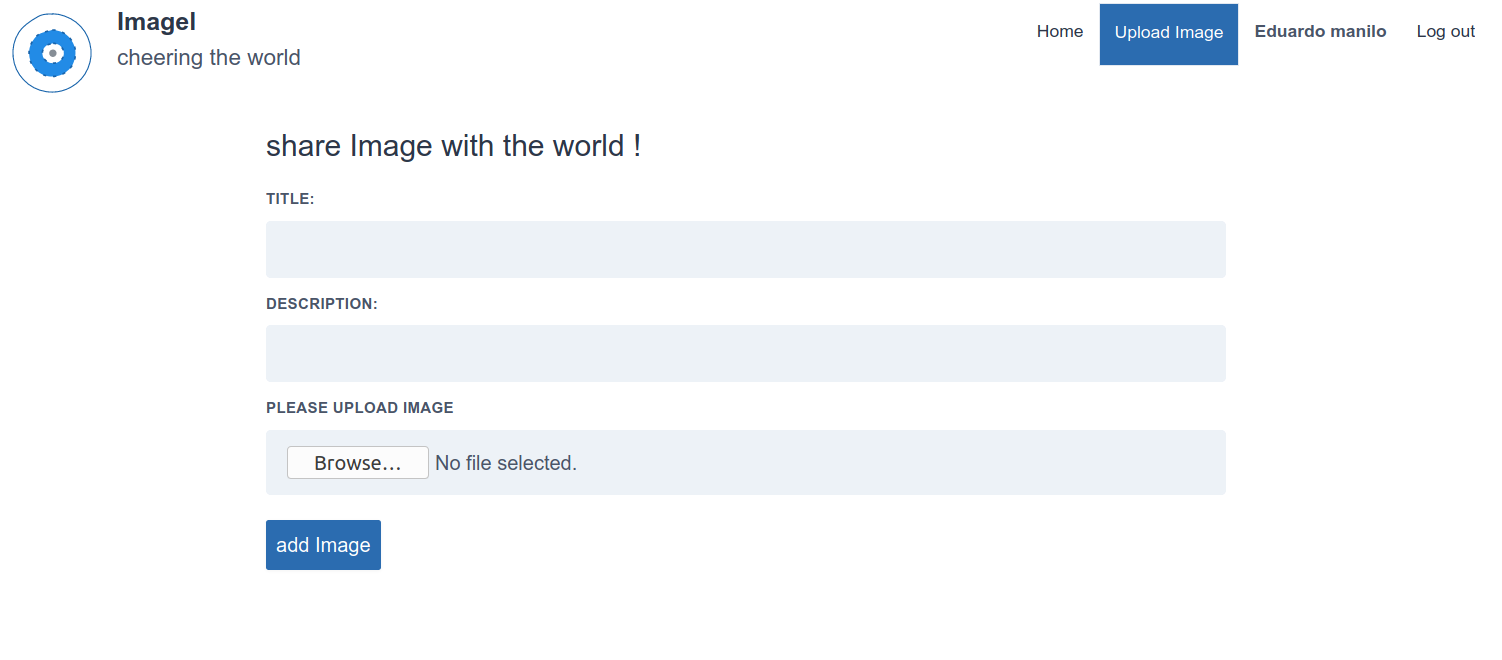 Imagel
cheering the world
Home
Upload Image
Eduardo manilo
Log out
share Image with the world !
TITLE:
DESCRIPTION:
PLEASE UPLOAD IMAGE
Browse...
No file selected.
add Image